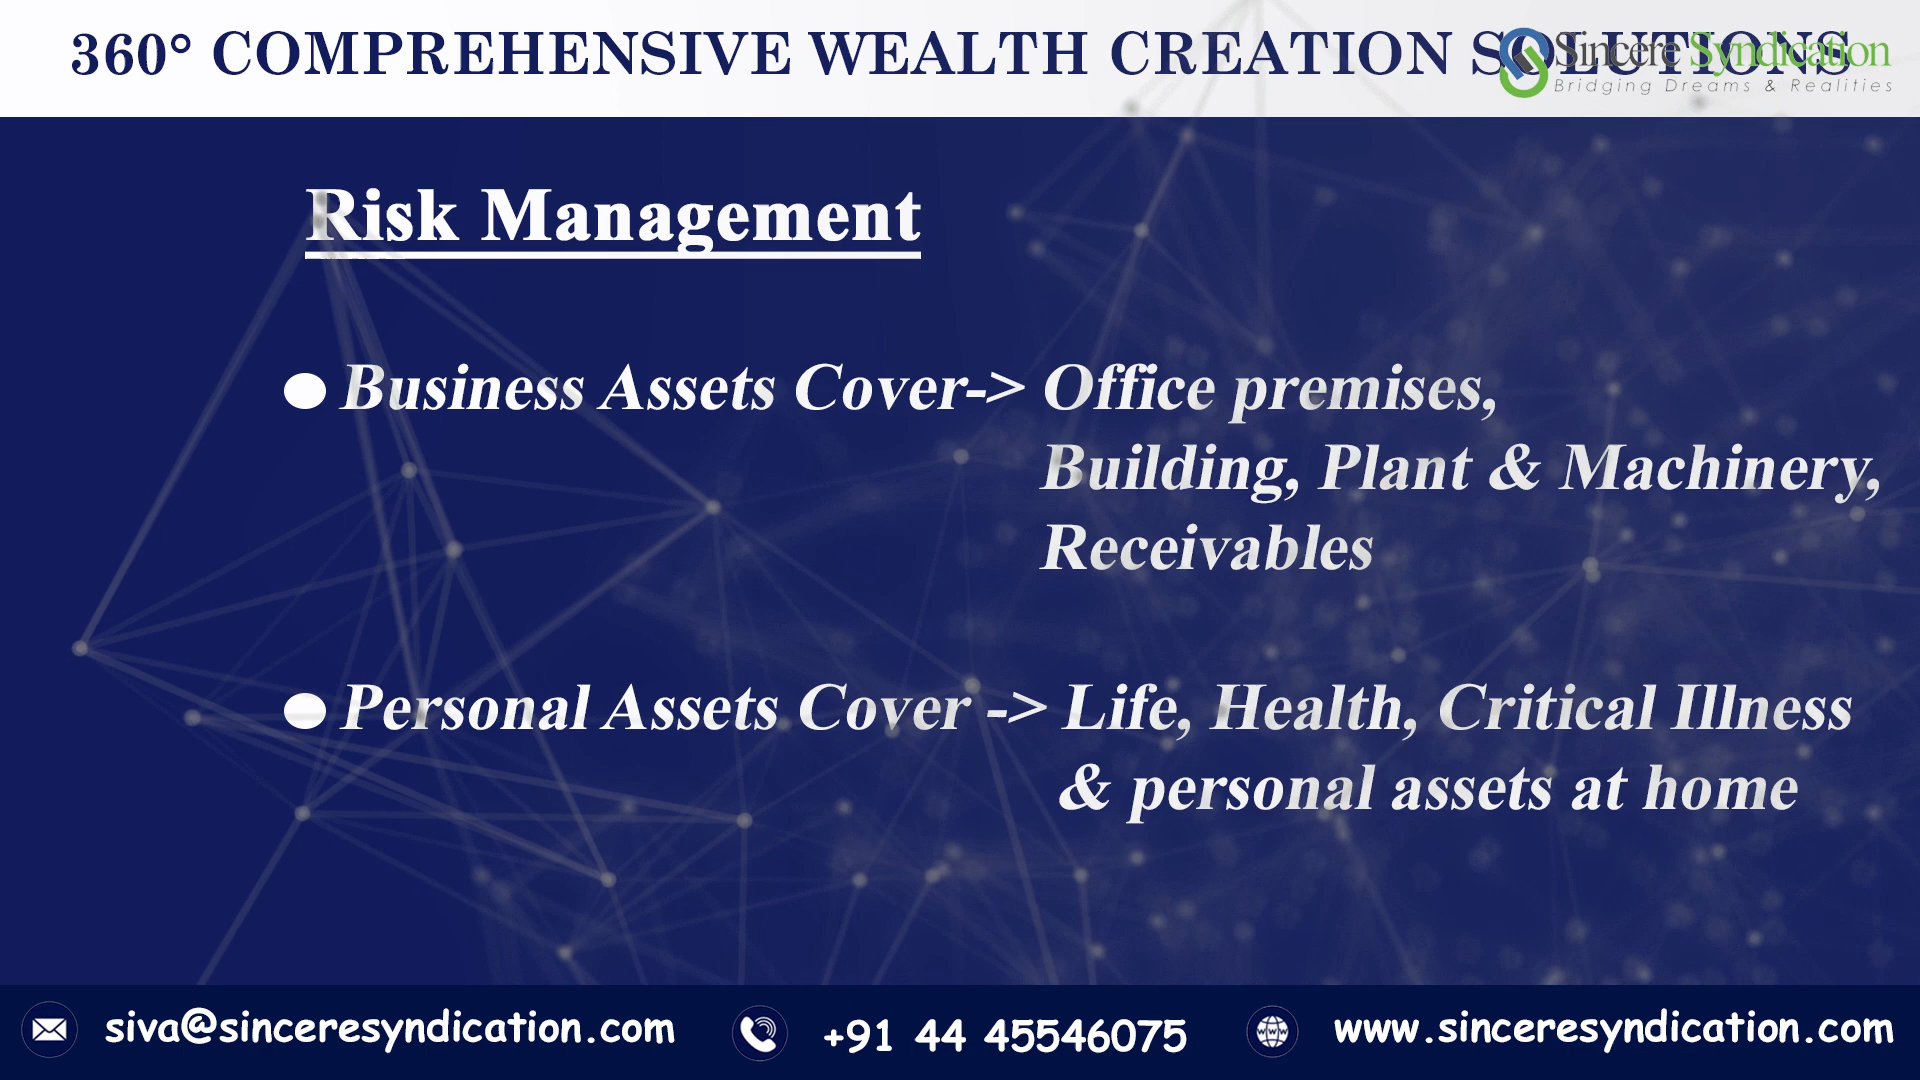 360° COMPREHENSIVE WEALTH CREATION SOLUTIONS
Sincere Syndication
Bridging Dreams & Realities
Risk Management
Business Assets Cover-> Office premises,
Building, Plant & Machinery,
Receivables
Personal Assets Cover -> Life, Health, Critical Illness
& personal assets at home
siva@sinceresyndication.com
+91 44 45546075
www.sinceresyndication.com